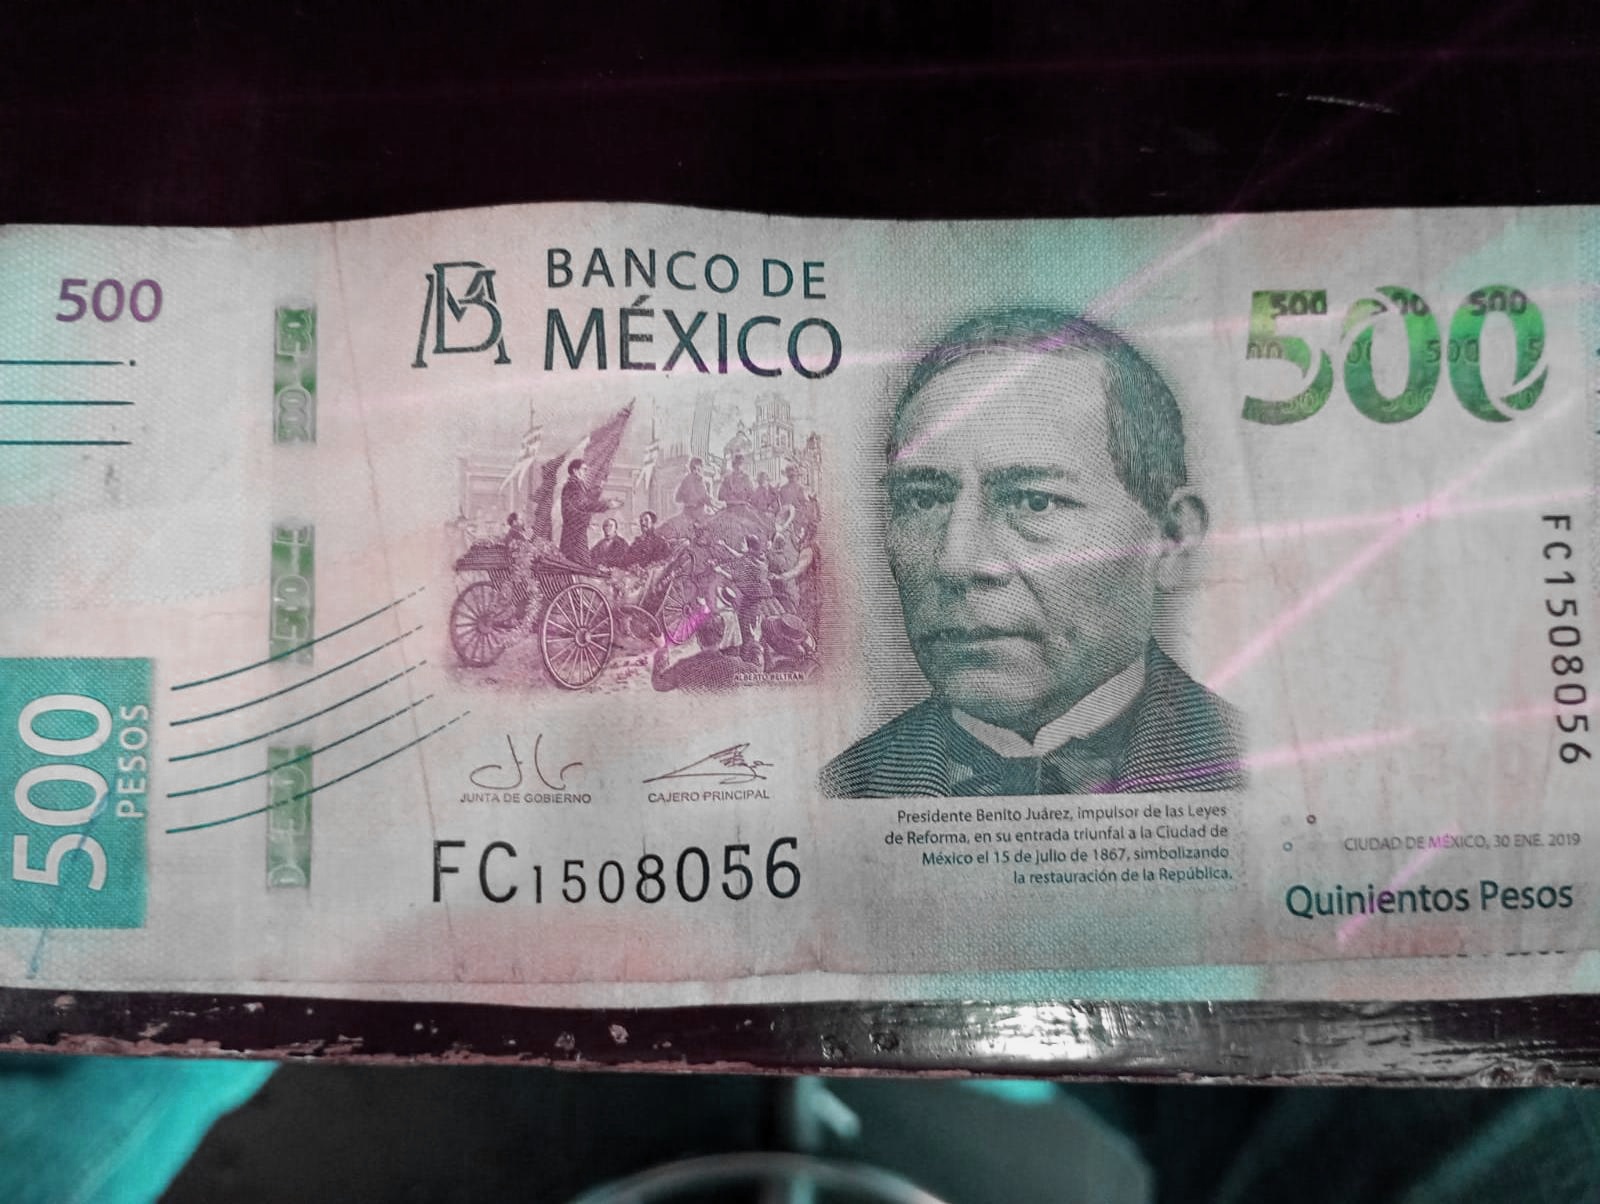 500
BANCO DE
MÉXICO
500
500
PESOS
ALBERTO BELTRÁN
JUNTA DE GOBIERNO
CAJERO PRINCIPAL
FC1508056
Presidente Benito Juárez, impulsor de las Leyes
de Reforma, en su entrada triunfal a la Ciudad de
México el 15 de julio de 1867, simbolizando
la restauración de la República.
FC1508056
CIUDAD DE MÉXICO, 30 ENE. 2019
Quinientos Pesos